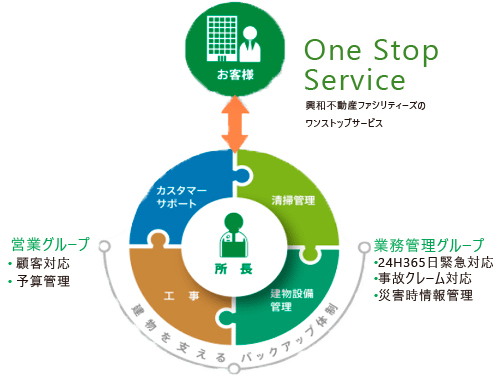 お客様
One Stop
Service
興和不動産ファシリティーズの
ワンストップサービス
カスタマー
サポート
清掃管理
所長
工事
建物設備
管理
営業グループ
・顧客対応
・予算管理
業務管理グループ
・24H365日緊急対応
・事故クレーム対応
・災害時情報管理
建物を支えるバックアップ体制